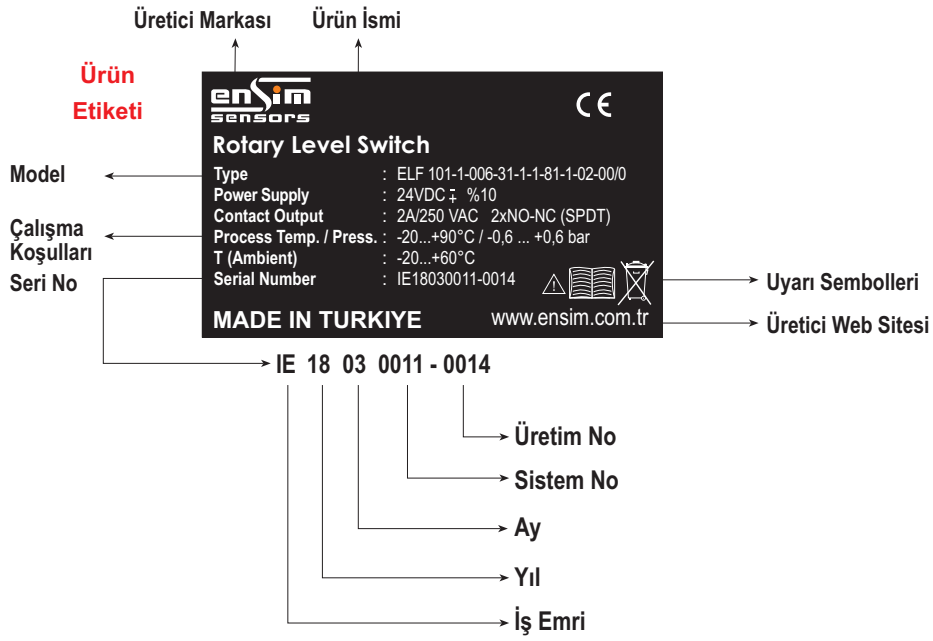 Üretici Markası Ürün İsmi
Ürün
Etiketi
ensim
sensors
CE
Rotary Level Switch
Model
Type : ELF 101-1-006-31-1-1-81-1-02-00/0
Power Supply : 24VDC ∓ %10
Contact Output : 2A/250 VAC 2xNO-NC (SPDT)
Çalışma
Koşulları
Process Temp. / Press. : -20...+90°C / -0,6 ... +0,6 bar
T (Ambient) : -20...+60°C
Seri No
Serial Number : IE18030011-0014
Uyarı Sembolleri
MADE IN TURKIYE www.ensim.com.tr
Üretici Web Sitesi
IE 18 03 0011 - 0014
Üretim No
Sistem No
Ay
Yıl
İş Emri